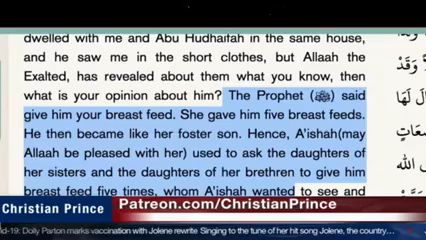 dwelled with me and Abu Hudhaifah in the same house,
and he saw me in the short clothes, but Allaah the
Exalted, has revealed about them what you know, then
what is your opinion about him? The Prophet (ﷺ) said
give him your breast feed. She gave him five breast feeds.
He then became like her foster son. Hence, A'ishah(may
Allaah be pleased with her) used to ask the daughters of
her sisters and the daughters of her brethren to give him
breast feed five times, whom A'ishah wanted to see and
وَقَدْ
Christian Prince
Patreon.com/ChristianPrince
d-19: Dolly Parton marks vaccination with Jolene rewrite Singing to the tune of her hit song Jolene, the country…